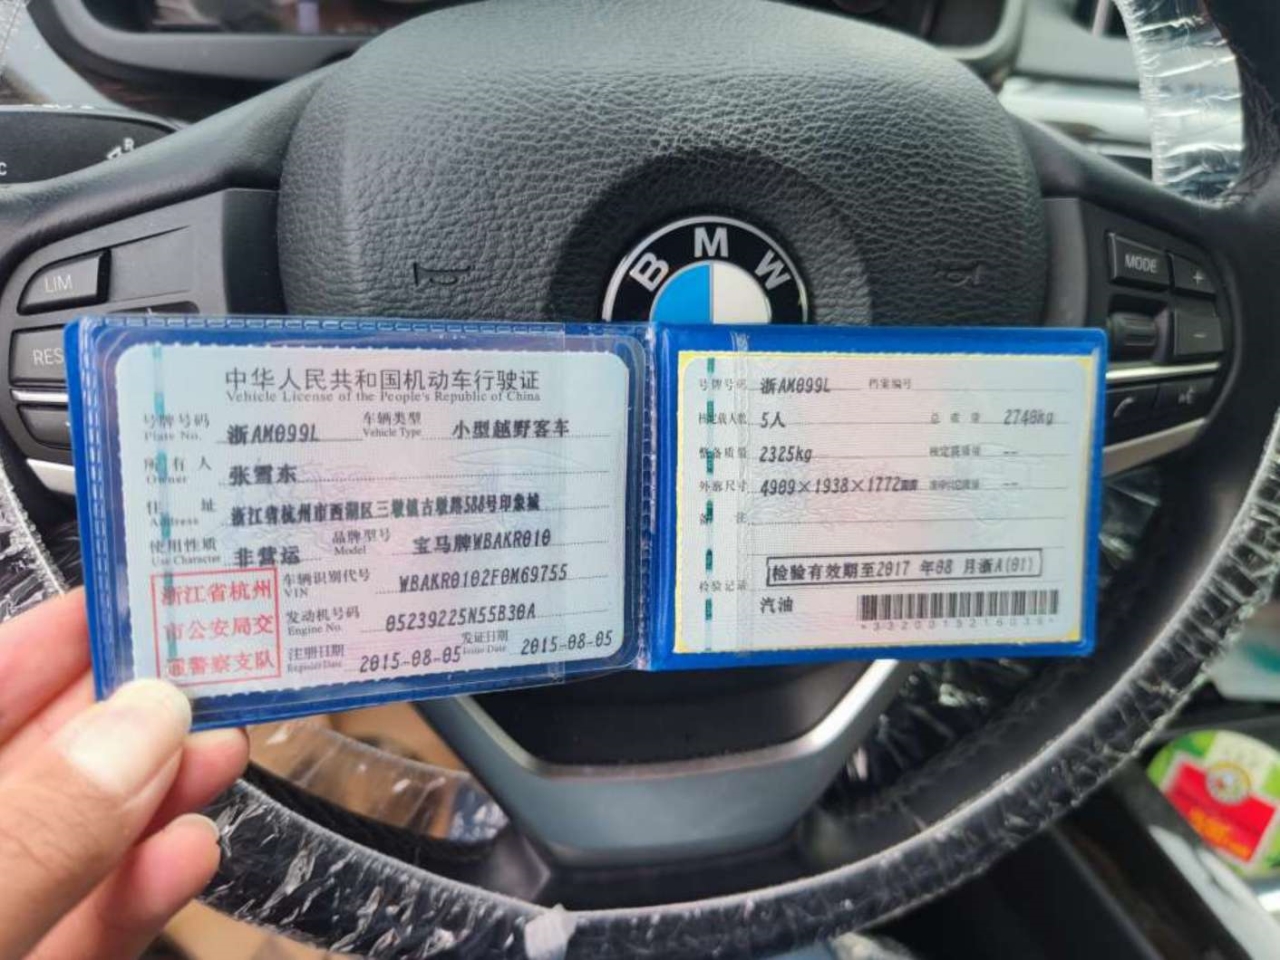 BMW
LIM
RES
MODE
+
-
中华人民共和国机动车行驶证
Vehicle License of the People's Republic of China
号牌号码 浙AM099L 车辆类型 小型越野客车
Plate No. Vehicle Type
所有人 张雪东
Owner
住址 浙江省杭州市西湖区三墩镇古墩路588号印象城
Address
使用性质 非营运 品牌型号 宝马牌WBAKR010
Use Character Model
浙江省杭州
市公安局交
通警察支队
车辆识别代号 WBAKR0102F0M69755
VIN
发动机号码 05239225N55B30A
Engine No.
注册日期 2015-08-05 发证日期 2015-08-05
Register Date Issue Date
号牌号码 浙AM099L 档案编号
核定载人数 5人 总质量 2740kg
整备质量 2325kg 核定载质量 --
外廓尺寸 4909×1938×1772 --
备注
检验记录 检验有效期至2017 年08 月浙A(01)
汽油